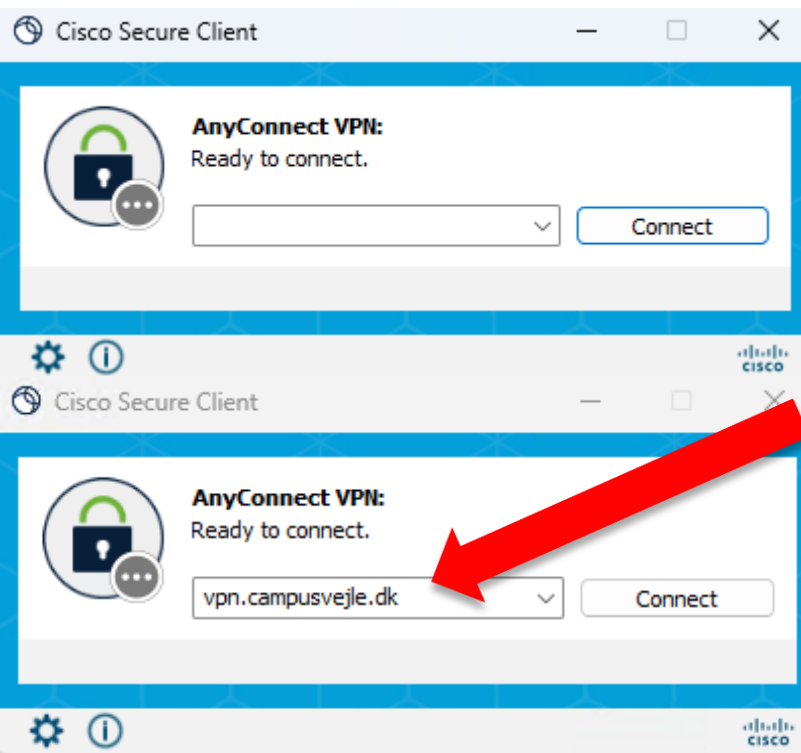 Cisco Secure Client
AnyConnect VPN:
Ready to connect.
Connect
CISCO
Cisco Secure Client
AnyConnect VPN:
Ready to connect.
vpn.campusvejle.dk
Connect
CISCO